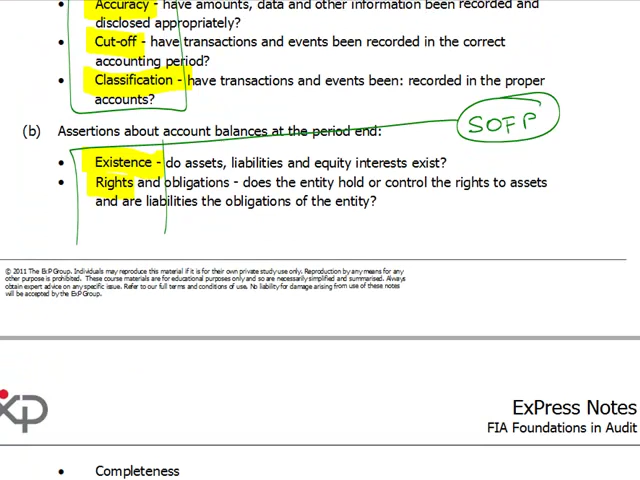 • Accuracy - have amounts, data and other information been recorded and
disclosed appropriately?
• Cut-off - have transactions and events been recorded in the correct
accounting period?
• Classification - have transactions and events been: recorded in the proper
accounts?
SOFP
(b) Assertions about account balances at the period end:
• Existence - do assets, liabilities and equity interests exist?
• Rights and obligations - does the entity hold or control the rights to assets
and are liabilities the obligations of the entity?
© 2011 The ExP Group. Individuals may reproduce this material if it is for their own private study use only. Reproduction by any means for any
other purpose is prohibited. These course materials are for educational purposes only and so are necessarily simplified and summarised. Always
obtain expert advice on any specific issue. Refer to our full terms and conditions of use. No liability for damage arising from use of these notes
will be accepted by the ExP Group.
xp
ExPress Notes
FIA Foundations in Audit
• Completeness